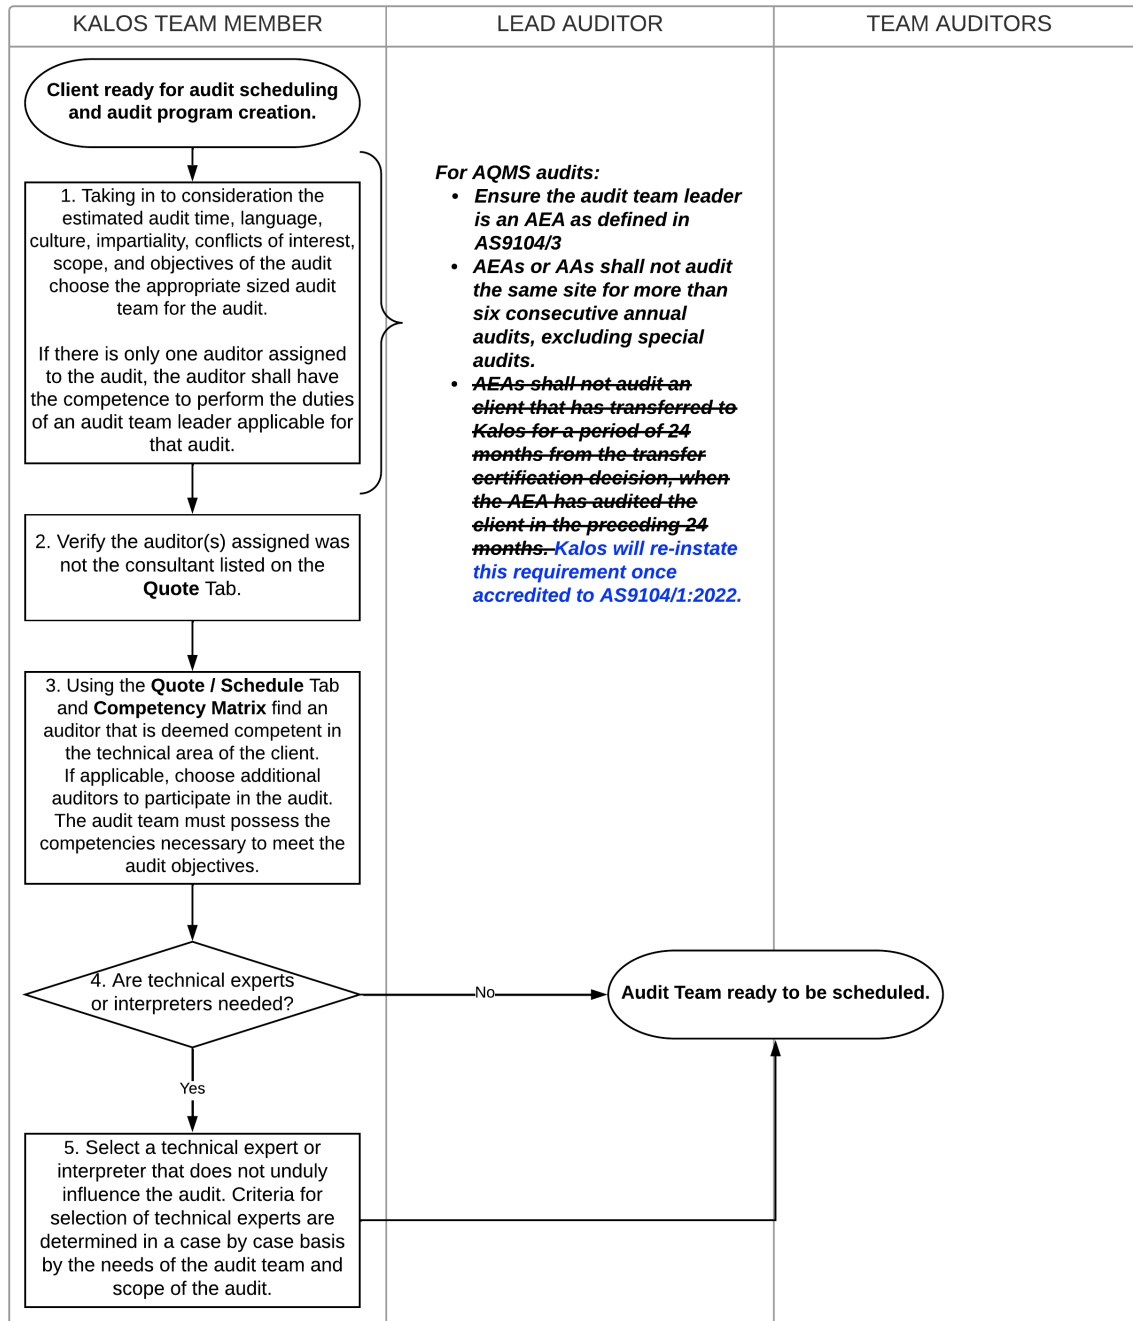 KALOS TEAM MEMBER
LEAD AUDITOR
TEAM AUDITORS
Client ready for audit scheduling
and audit program creation.
1. Taking in to consideration the
estimated audit time, language,
culture, impartiality, conflicts of interest,
scope, and objectives of the audit
choose the appropriate sized audit
team for the audit.
If there is only one auditor assigned
to the audit, the auditor shall have
the competence to perform the duties
of an audit team leader applicable for
that audit.
For AQMS audits:
• Ensure the audit team leader
is an AEA as defined in
AS9104/3
• AEAs or AAs shall not audit
the same site for more than
six consecutive annual
audits, excluding special
audits.
• AEAs shall not audit an
client that has transferred to
Kalos for a period of 24
months from the transfer
certification decision, when
the AEA has audited the
client in the preceding 24
months. Kalos will re-instate
this requirement once
accredited to AS9104/1:2022.
2. Verify the auditor(s) assigned was
not the consultant listed on the
Quote Tab.
3. Using the Quote / Schedule Tab
and Competency Matrix find an
auditor that is deemed competent in
the technical area of the client.
If applicable, choose additional
auditors to participate in the audit.
The audit team must possess the
competencies necessary to meet the
audit objectives.
4. Are technical experts
or interpreters needed?
No
Audit Team ready to be scheduled.
Yes
5. Select a technical expert or
interpreter that does not unduly
influence the audit. Criteria for
selection of technical experts are
determined in a case by case basis
by the needs of the audit team and
scope of the audit.